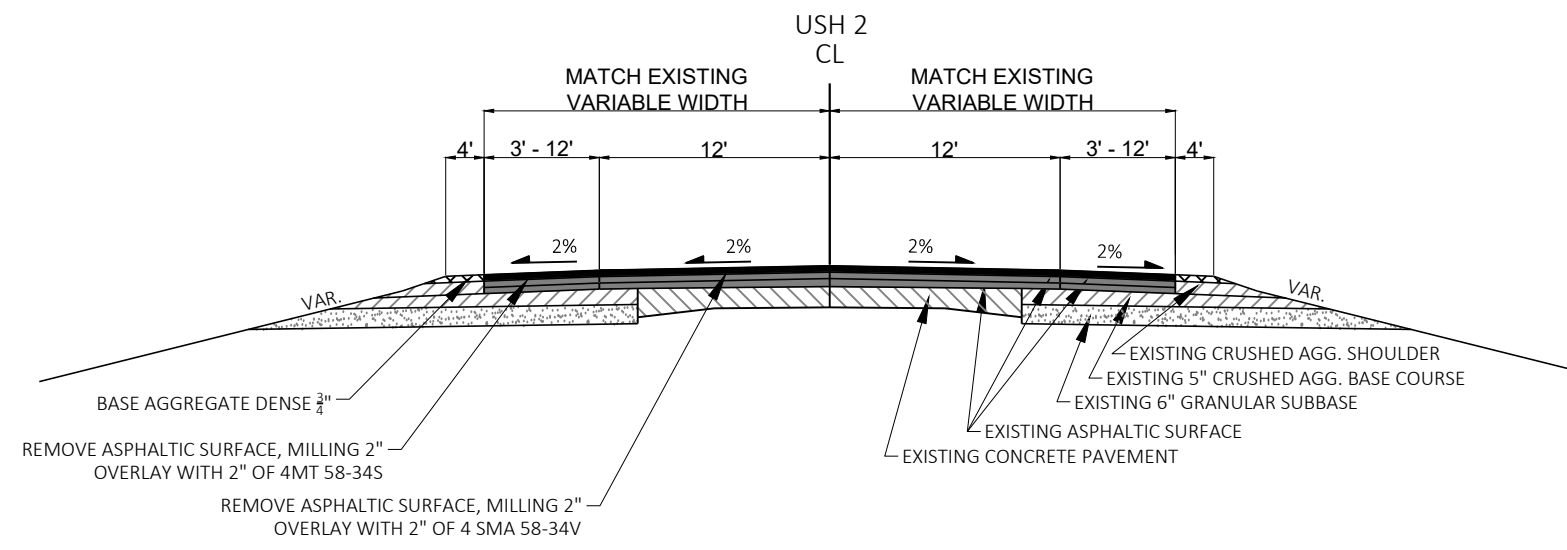 USH 2
CL
MATCH EXISTING
VARIABLE WIDTH
MATCH EXISTING
VARIABLE WIDTH
4'
3' - 12'
12'
12'
3' - 12'
4'
2%
2%
2%
2%
VAR.
VAR.
EXISTING CRUSHED AGG. SHOULDER
EXISTING 5" CRUSHED AGG. BASE COURSE
EXISTING 6" GRANULAR SUBBASE
EXISTING ASPHALTIC SURFACE
EXISTING CONCRETE PAVEMENT
BASE AGGREGATE DENSE 3/4"
REMOVE ASPHALTIC SURFACE, MILLING 2"
OVERLAY WITH 2" OF 4MT 58-34S
REMOVE ASPHALTIC SURFACE, MILLING 2"
OVERLAY WITH 2" OF 4 SMA 58-34V